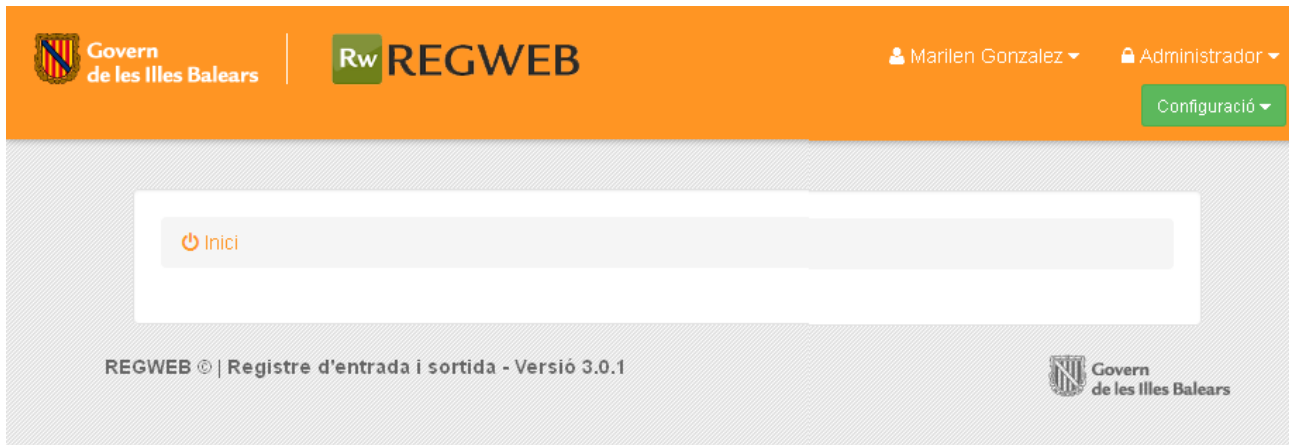 Govern
de les Illes Balears
Rw REGWEB
Marilen Gonzalez
Administrador
Configuració
Inici
REGWEB © | Registre d'entrada i sortida - Versió 3.0.1
Govern
de les Illes Balears